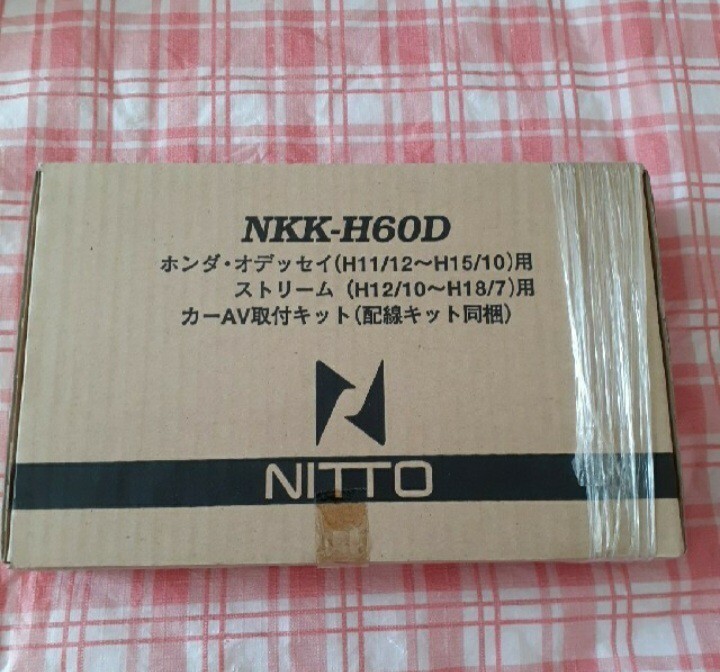 NKK-H60D
ホンダ・オデッセイ(H11/12〜H15/10)用
ストリーム (H12/10〜H18/7)用
カーAV取付キット(配線キット同梱)
NITTO